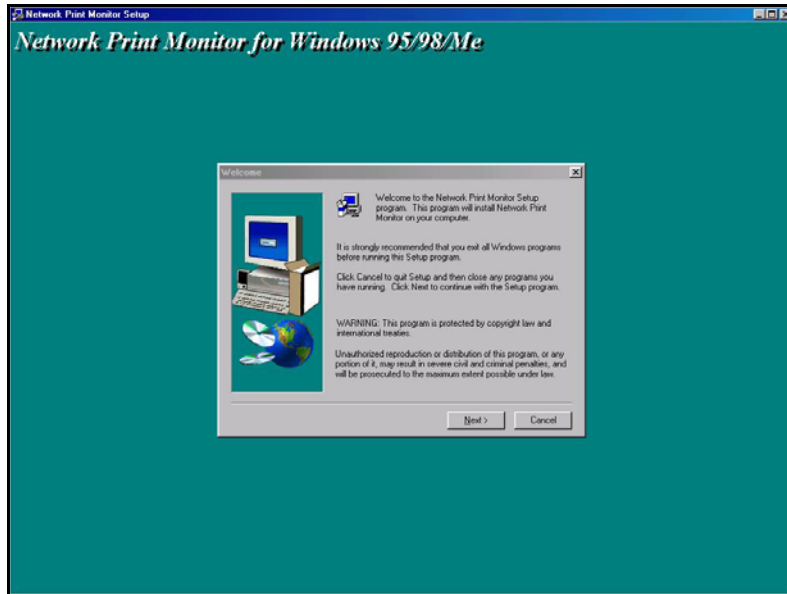 Network Print Monitor Setup
Network Print Monitor for Windows 95/98/Me
Welcome
Welcome to the Network Print Monitor Setup
program. This program will install Network Print
Monitor on your computer.
It is strongly recommended that you exit all Windows programs
before running this Setup program.
Click Cancel to quit Setup and then close any programs you
have running. Click Next to continue with the Setup program.
WARNING: This program is protected by copyright law and
international treaties.
Unauthorized reproduction or distribution of this program, or any
portion of it, may result in severe civil and criminal penalties, and
will be prosecuted to the maximum extent possible under law.
Next > Cancel